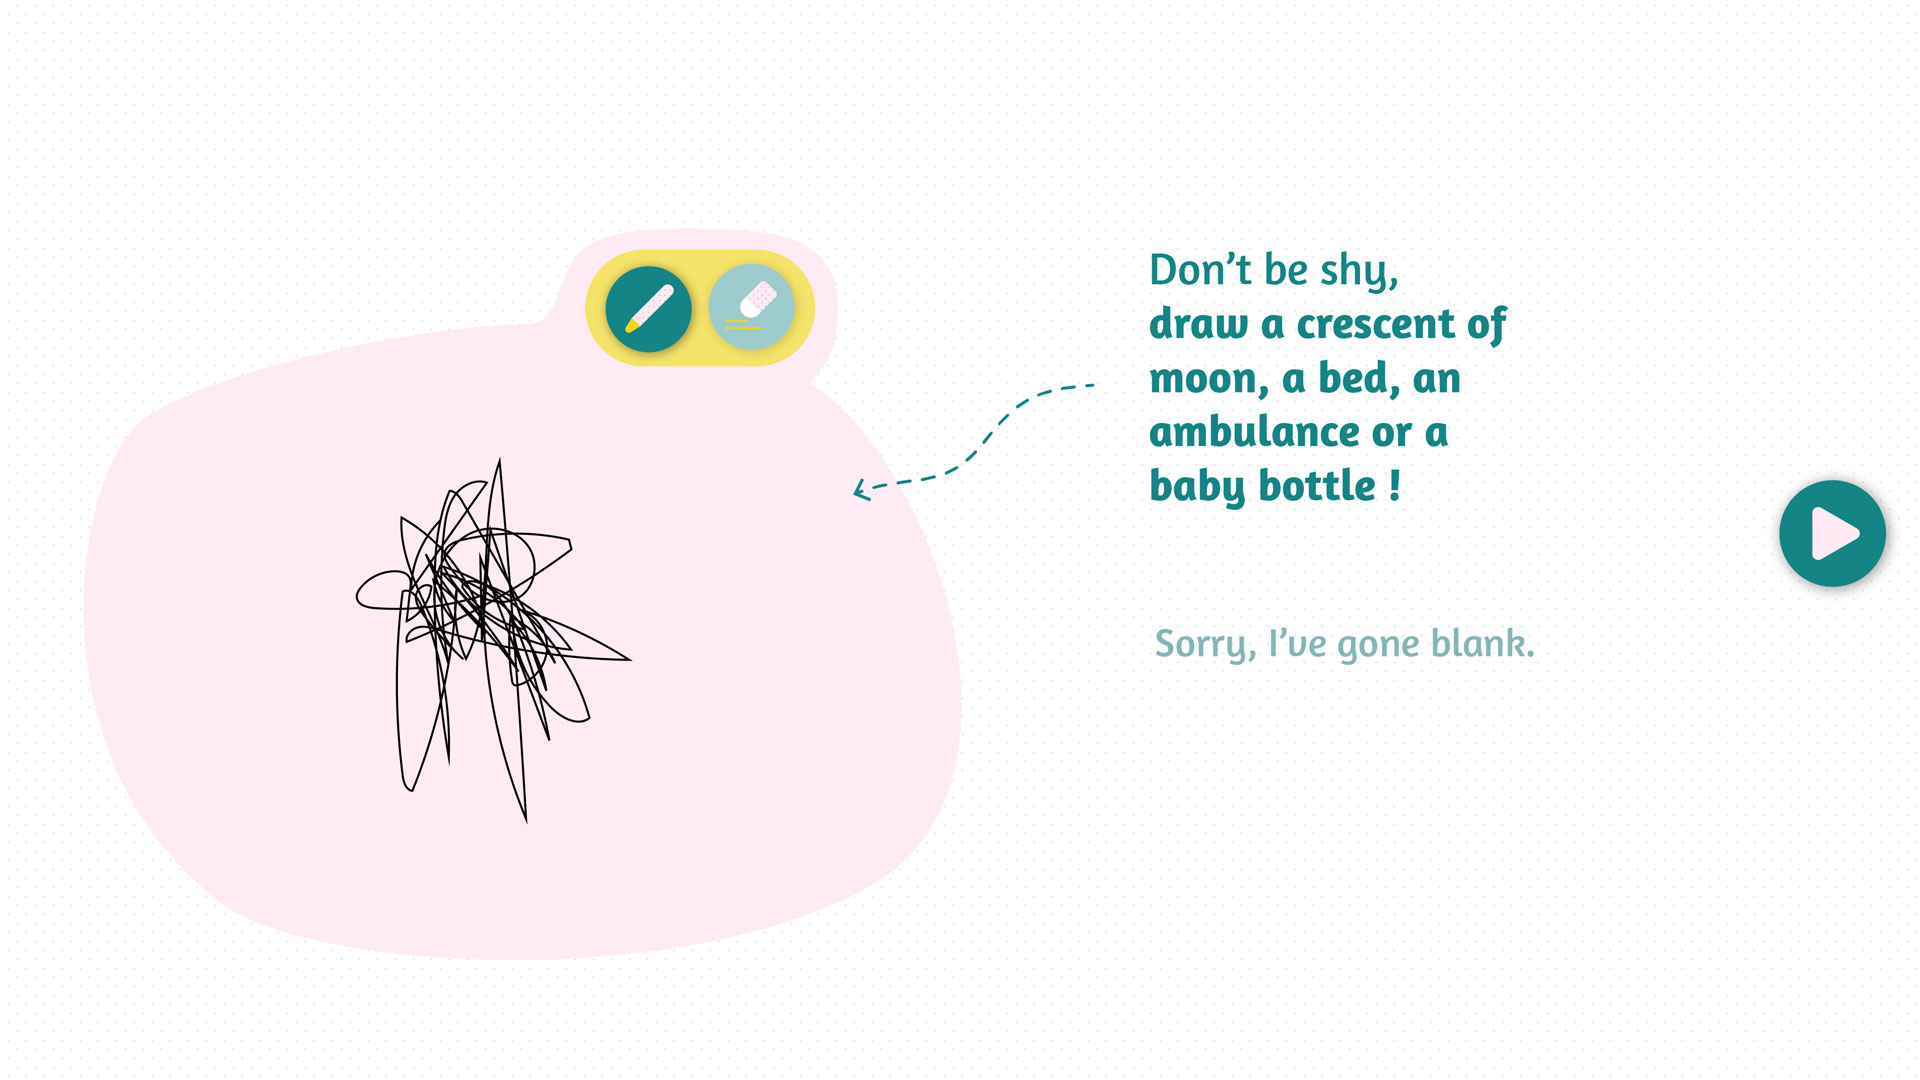 Don’t be shy,
draw a crescent of
moon, a bed, an
ambulance or a
baby bottle !
Sorry, I’ve gone blank.